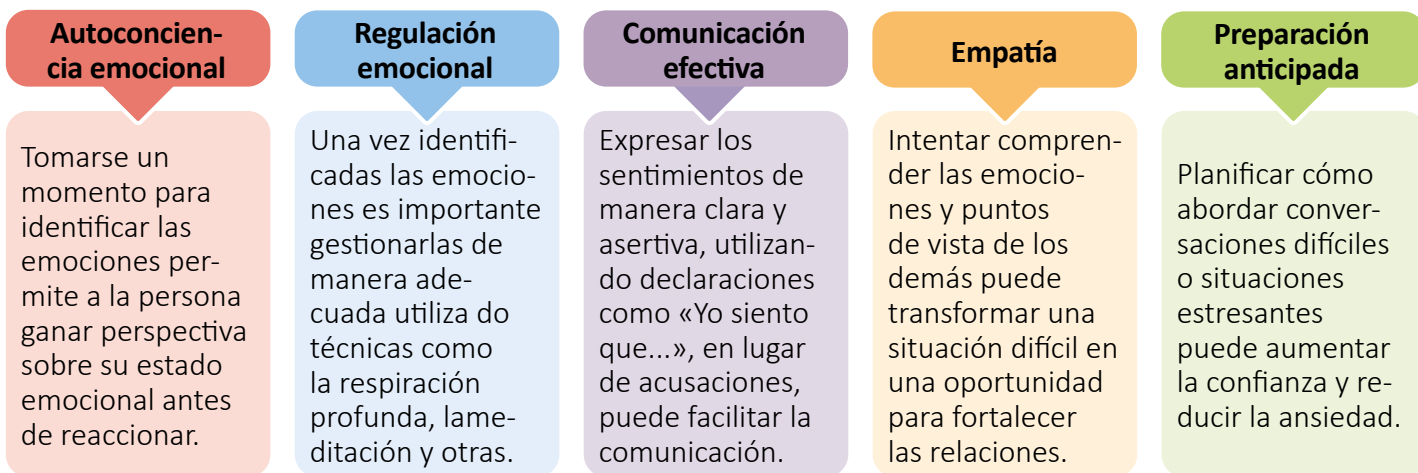 Autoconcien-
cia emocional
Tomarse un
momento para
identificar las
emociones per-
mite a la persona
ganar perspectiva
sobre su estado
emocional antes
de reaccionar.
Regulación
emocional
Una vez identifi-
cadas las emocio-
nes es importante
gestionarlas de
manera ade-
cuada utiliza do
técnicas como
la respiración
profunda, lame-
ditación y otras.
Comunicación
efectiva
Expresar los
sentimientos de
manera clara y
asertiva, utilizan-
do declaraciones
como «Yo siento
que...», en lugar
de acusaciones,
puede facilitar la
comunicación.
Empatía
Intentar compren-
der las emocio-
nes y puntos
de vista de los
demás puede
transformar una
situación difícil en
una oportunidad
para fortalecer
las relaciones.
Preparación
anticipada
Planificar cómo
abordar conver-
saciones difíciles
o situaciones
estresantes
puede aumentar
la confianza y re-
ducir la ansiedad.